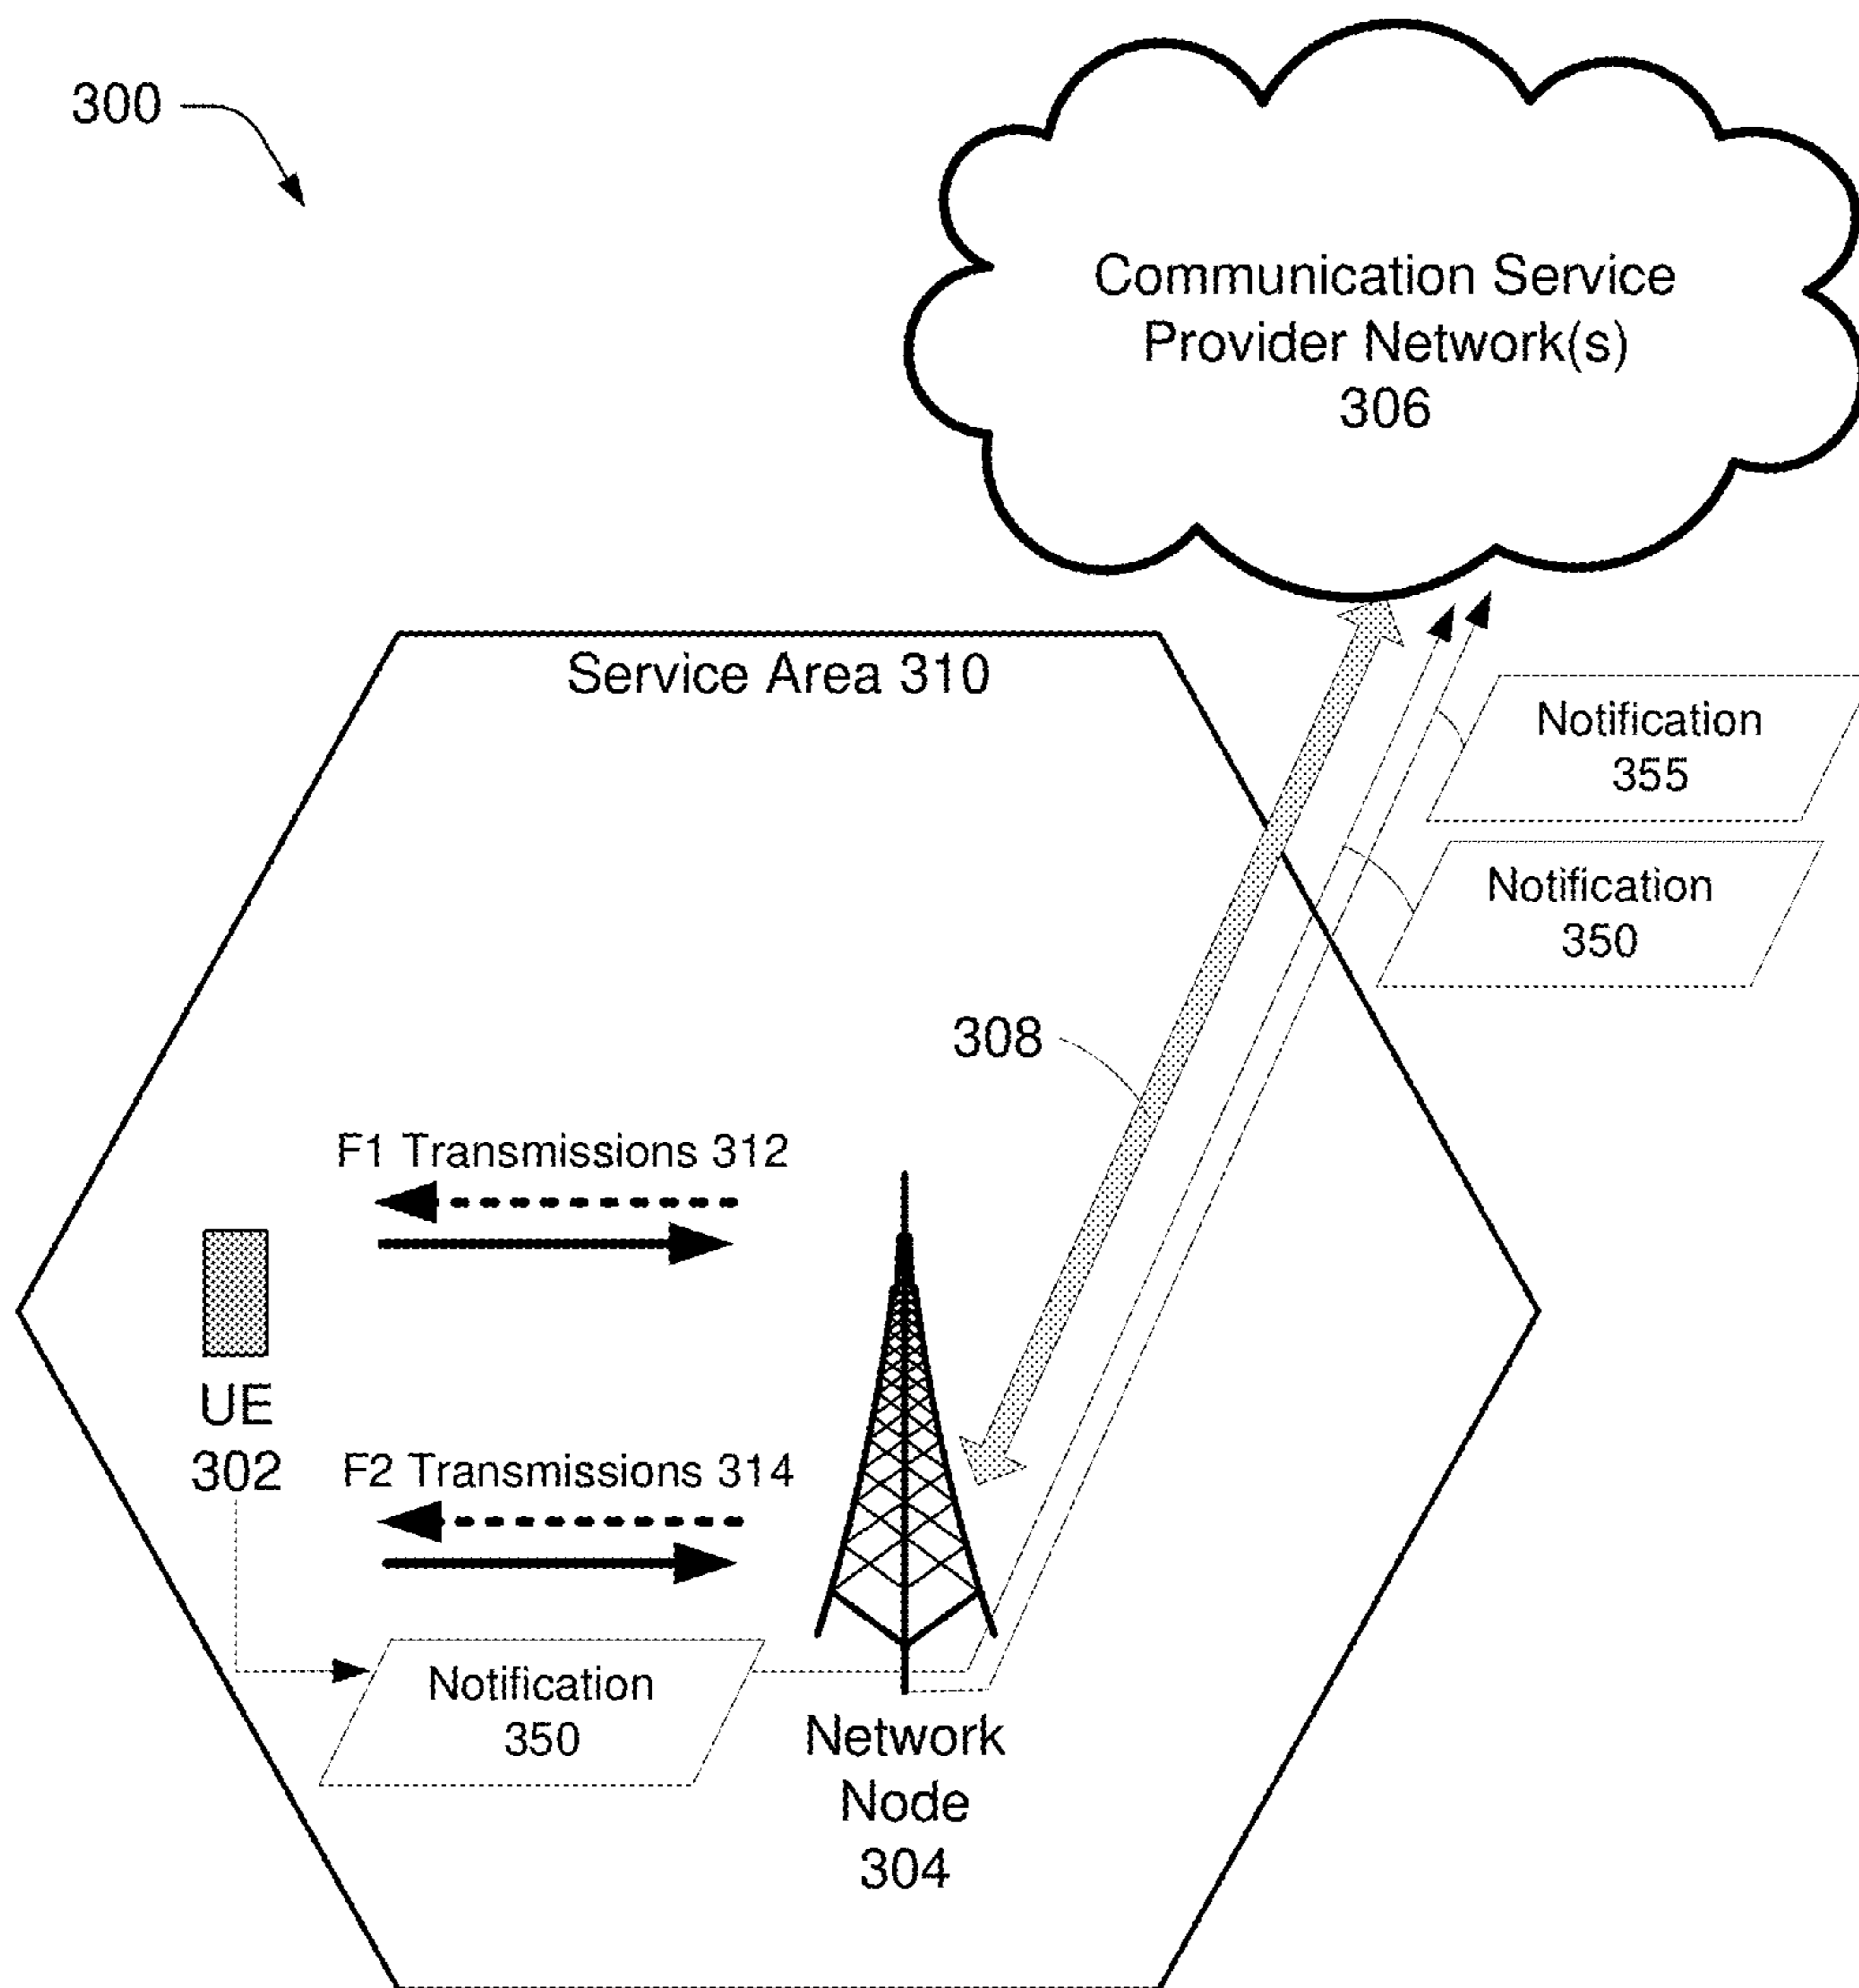 300
Communication Service
Provider Network(s)
306
Service Area 310
Notification
355
Notification
350
308
F1 Transmissions 312
UE
302
F2 Transmissions 314
Notification
350
Network
Node
304